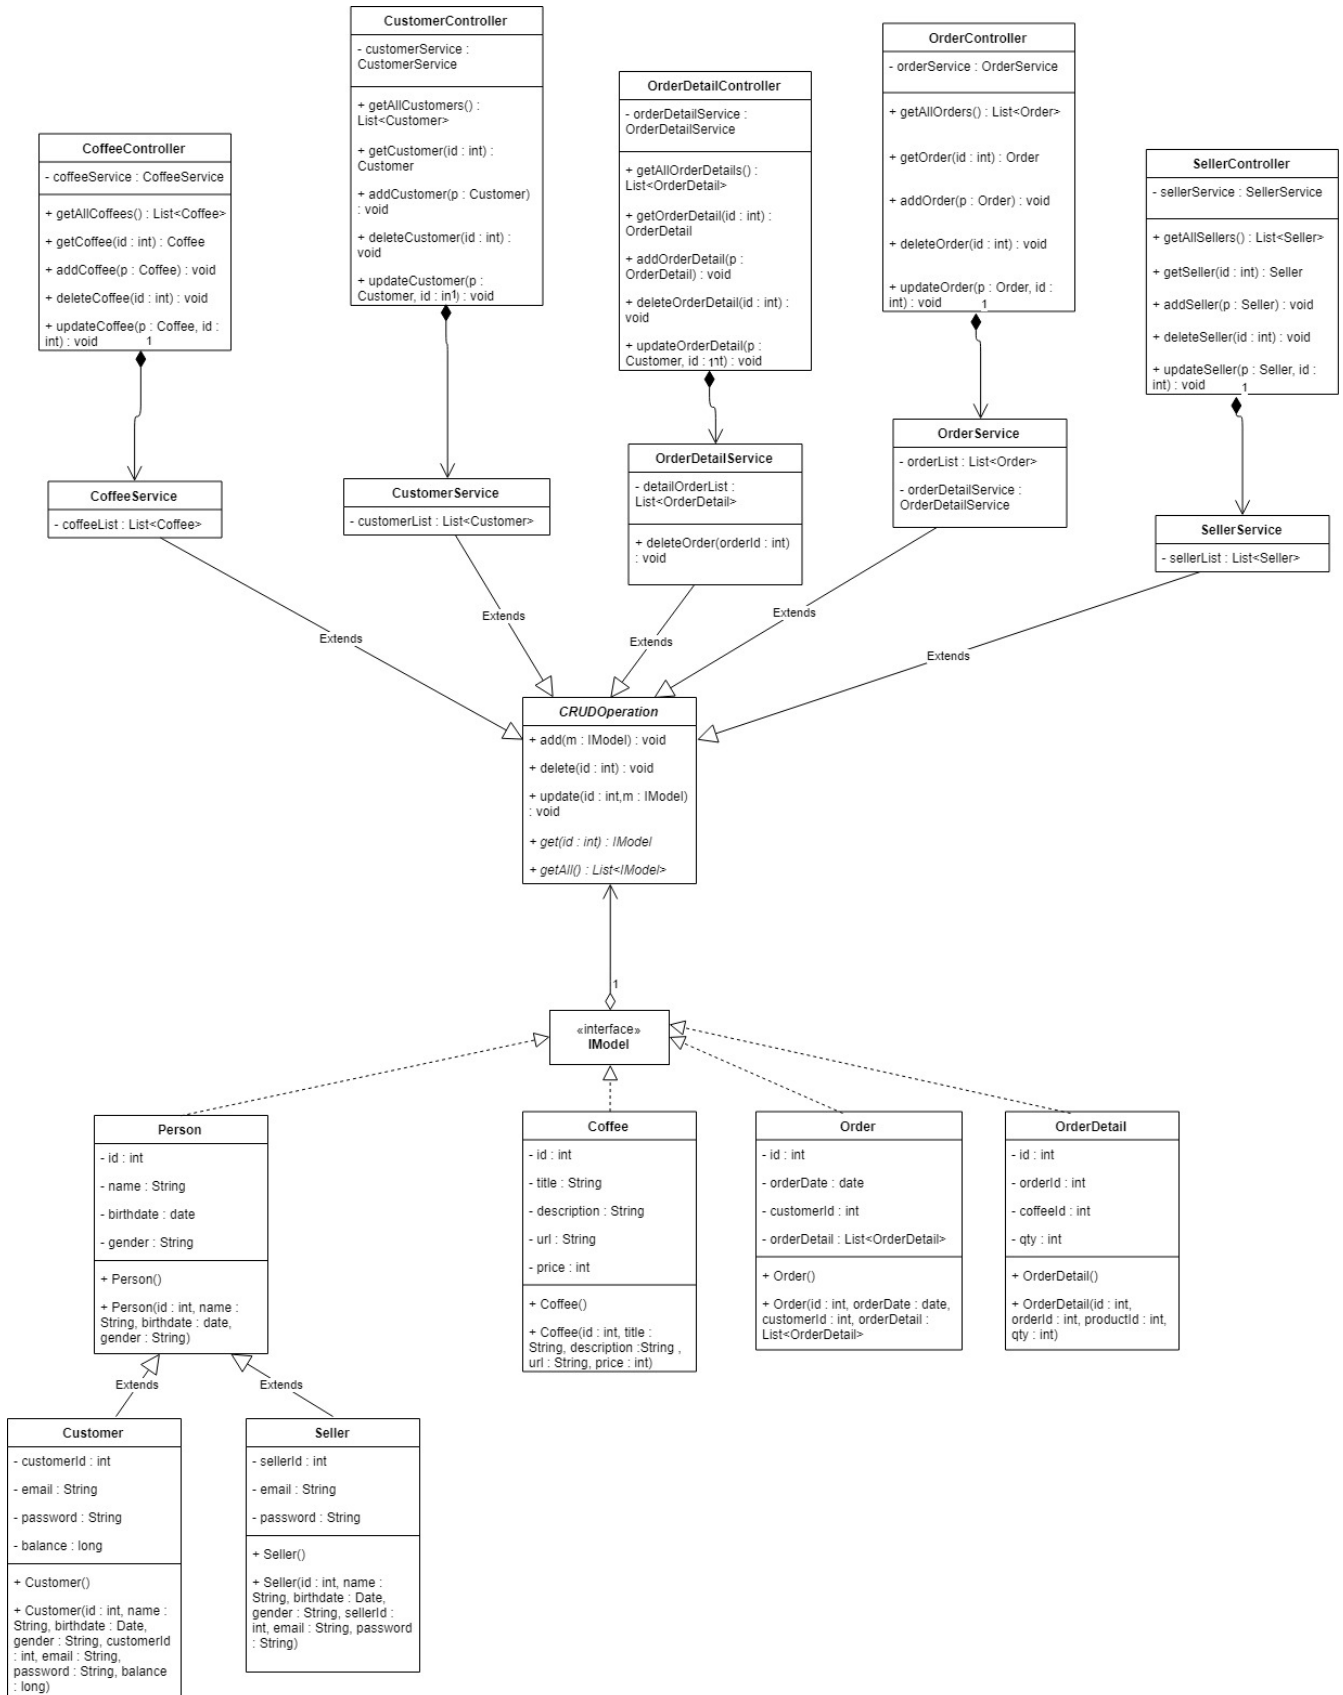 CustomerController
- customerService :
CustomerService
+ getAllCustomers() :
List<Customer>
+ getCustomer(id : int) :
Customer
+ addCustomer(p : Customer)
: void
+ deleteCustomer(id : int) :
void
+ updateCustomer(p :
Customer, id : int) : void
1
OrderController
- orderService : OrderService
+ getAllOrders() : List<Order>
+ getOrder(id : int) : Order
+ addOrder(p : Order) : void
+ deleteOrder(id : int) : void
+ updateOrder(p : Order, id :
int) : void
1
OrderDetailController
- orderDetailService :
OrderDetailService
+ getAllOrderDetails() :
List<OrderDetail>
+ getOrderDetail(id : int) :
OrderDetail
+ addOrderDetail(p :
OrderDetail) : void
+ deleteOrderDetail(id : int) :
void
+ updateOrderDetail(p :
Customer, id : int) : void
1
CoffeeController
- coffeeService : CoffeeService
+ getAllCoffees() : List<Coffee>
+ getCoffee(id : int) : Coffee
+ addCoffee(p : Coffee) : void
+ deleteCoffee(id : int) : void
+ updateCoffee(p : Coffee, id :
int) : void
1
SellerController
- sellerService : SellerService
+ getAllSellers() : List<Seller>
+ getSeller(id : int) : Seller
+ addSeller(p : Seller) : void
+ deleteSeller(id : int) : void
+ updateSeller(p : Seller, id :
int) : void
1
CoffeeService
- coffeeList : List<Coffee>
CustomerService
- customerList : List<Customer>
OrderDetailService
- detailOrderList :
List<OrderDetail>
+ deleteOrder(orderId : int)
: void
OrderService
- orderList : List<Order>
- orderDetailService :
OrderDetailService
SellerService
- sellerList : List<Seller>
Extends
Extends
Extends
Extends
Extends
CRUDOperation
+ add(m : IModel) : void
+ delete(id : int) : void
+ update(id : int,m : IModel)
: void
+ get(id : int) : IModel
+ getAll() : List<IModel>
1
«interface»
IModel
Person
- id : int
- name : String
- birthdate : date
- gender : String
+ Person()
+ Person(id : int, name :
String, birthdate : date,
gender : String)
Coffee
- id : int
- title : String
- description : String
- url : String
- price : int
+ Coffee()
+ Coffee(id : int, title :
String, description :String ,
url : String, price : int)
Order
- id : int
- orderDate : date
- customerId : int
- orderDetail : List<OrderDetail>
+ Order()
+ Order(id : int, orderDate : date,
customerId : int, orderDetail :
List<OrderDetail>
OrderDetail
- id : int
- orderId : int
- coffeeId : int
- qty : int
+ OrderDetail()
+ OrderDetail(id : int,
orderId : int, productId : int,
qty : int)
Extends
Extends
Customer
- customerId : int
- email : String
- password : String
- balance : long
+ Customer()
+ Customer(id : int, name :
String, birthdate : Date,
gender : String, customerId
: int, email : String,
password : String, balance
: long)
Seller
- sellerId : int
- email : String
- password : String
+ Seller()
+ Seller(id : int, name :
String, birthdate : Date,
gender : String, sellerId :
int, email : String, password
: String)